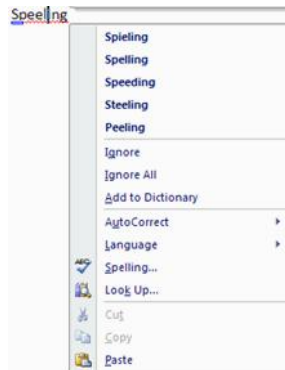 Speeling
Spieling
Spelling
Speeding
Steeling
Peeling
Ignore
Ignore All
Add to Dictionary
AutoCorrect
Language
ABC
Spelling...
Look Up...
Cut
Copy
Paste